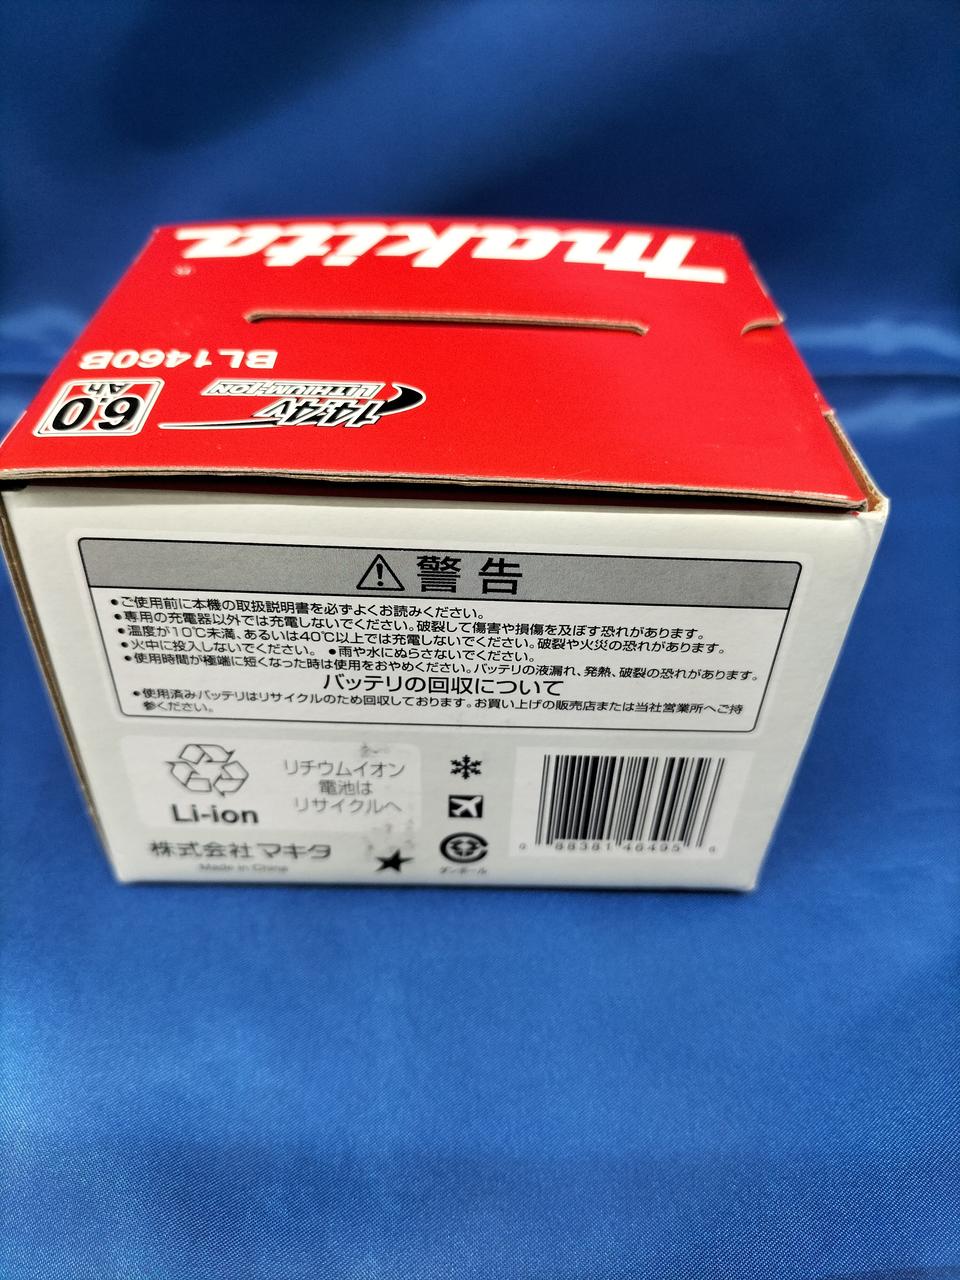 makita
BL1460B
14.4V
LITHIUM-ION
6.0
Ah
警告
●ご使用前に本機の取扱説明書を必ずよくお読みください。
●専用の充電器以外では充電しないでください。破裂して傷害や損傷を及ぼす恐れがあります。
●温度が10℃未満、あるいは40℃以上では充電しないでください。破裂や火災の恐れがあります。
●火中に投入しないでください。 ●雨や水にぬらさないでください。
●使用時間が極端に短くなった時は使用をおやめください。バッテリの液漏れ、発熱、破裂の恐れがあります。
バッテリの回収について
●使用済みバッテリはリサイクルのため回収しております。お買い上げの販売店または当社営業所へご持
参ください。
Li-ion
リチウムイオン
電池は
リサイクルへ
株式会社 マキタ
Made in China
ダンボール
0 88381 46495 6